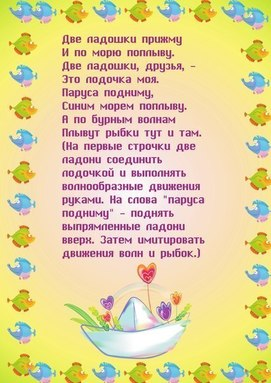 Две ладошки прижму
И по морю поплыву.
Две ладошки, друзья, -
Это лодочка моя.
Паруса подниму,
Синим морем поплыву.
А по бурным волнам
Плывут рыбки тут и там.
(На первые строчки две
ладони соединить
лодочкой и выполнять
волнообразные движения
руками. На слова "паруса
подниму" - поднять
выпрямленные ладони
вверх. Затем имитировать
движения волн и рыбок.)